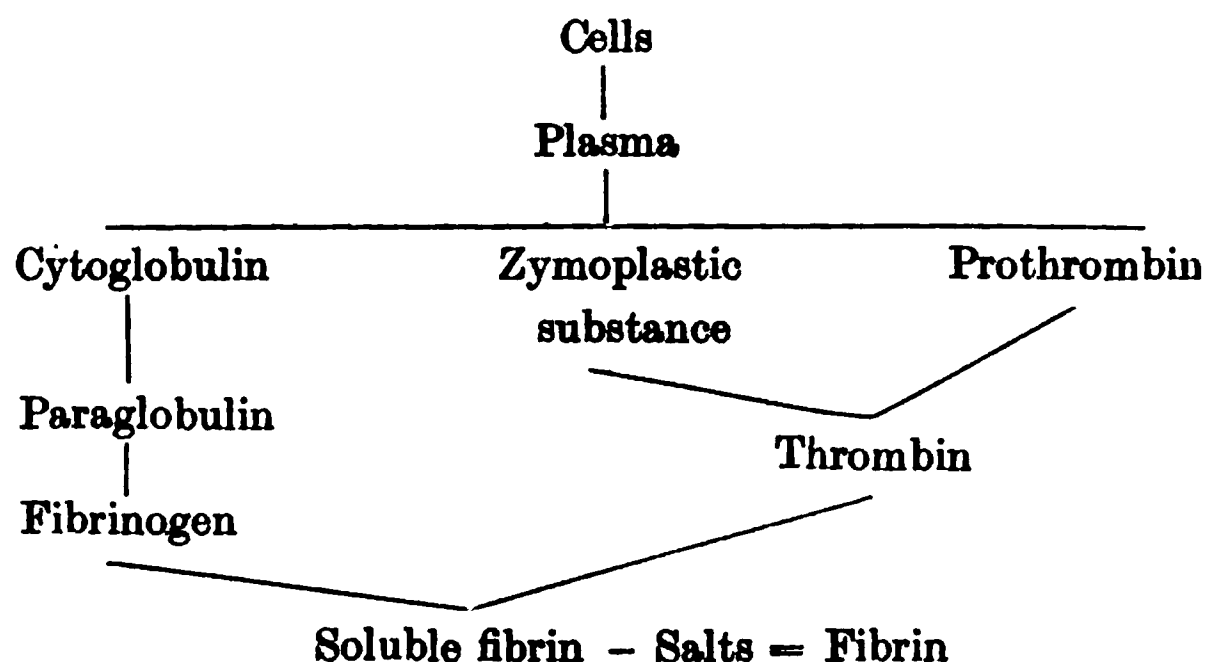 Cells
Plasma
Cytoglobulin Zymoplastic Prothrombin
substance
Paraglobulin
Thrombin
Fibrinogen
Soluble fibrin – Salts = Fibrin